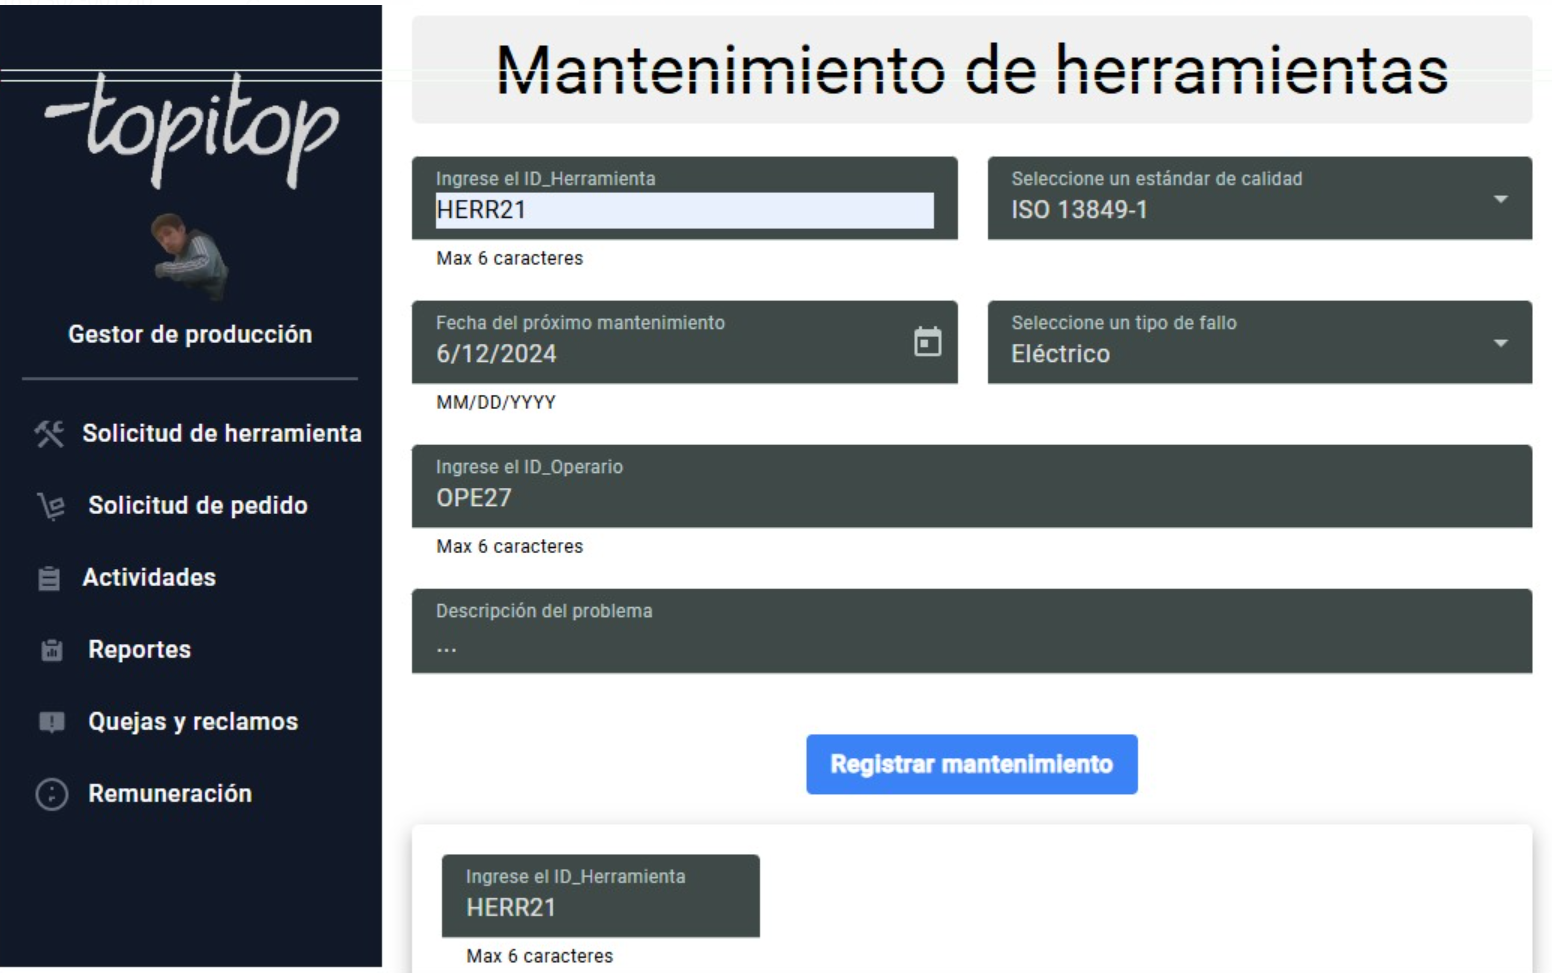 topitop
Gestor de producción
Solicitud de herramienta
Solicitud de pedido
Actividades
Reportes
Quejas y reclamos
Remuneración
Mantenimiento de herramientas
Ingrese el ID_Herramienta
HERR21
Max 6 caracteres
Seleccione un estándar de calidad
ISO 13849-1
Fecha del próximo mantenimiento
6/12/2024
MM/DD/YYYY
Seleccione un tipo de fallo
Eléctrico
Ingrese el ID_Operario
OPE27
Max 6 caracteres
Descripción del problema
...
Registrar mantenimiento
Ingrese el ID_Herramienta
HERR21
Max 6 caracteres